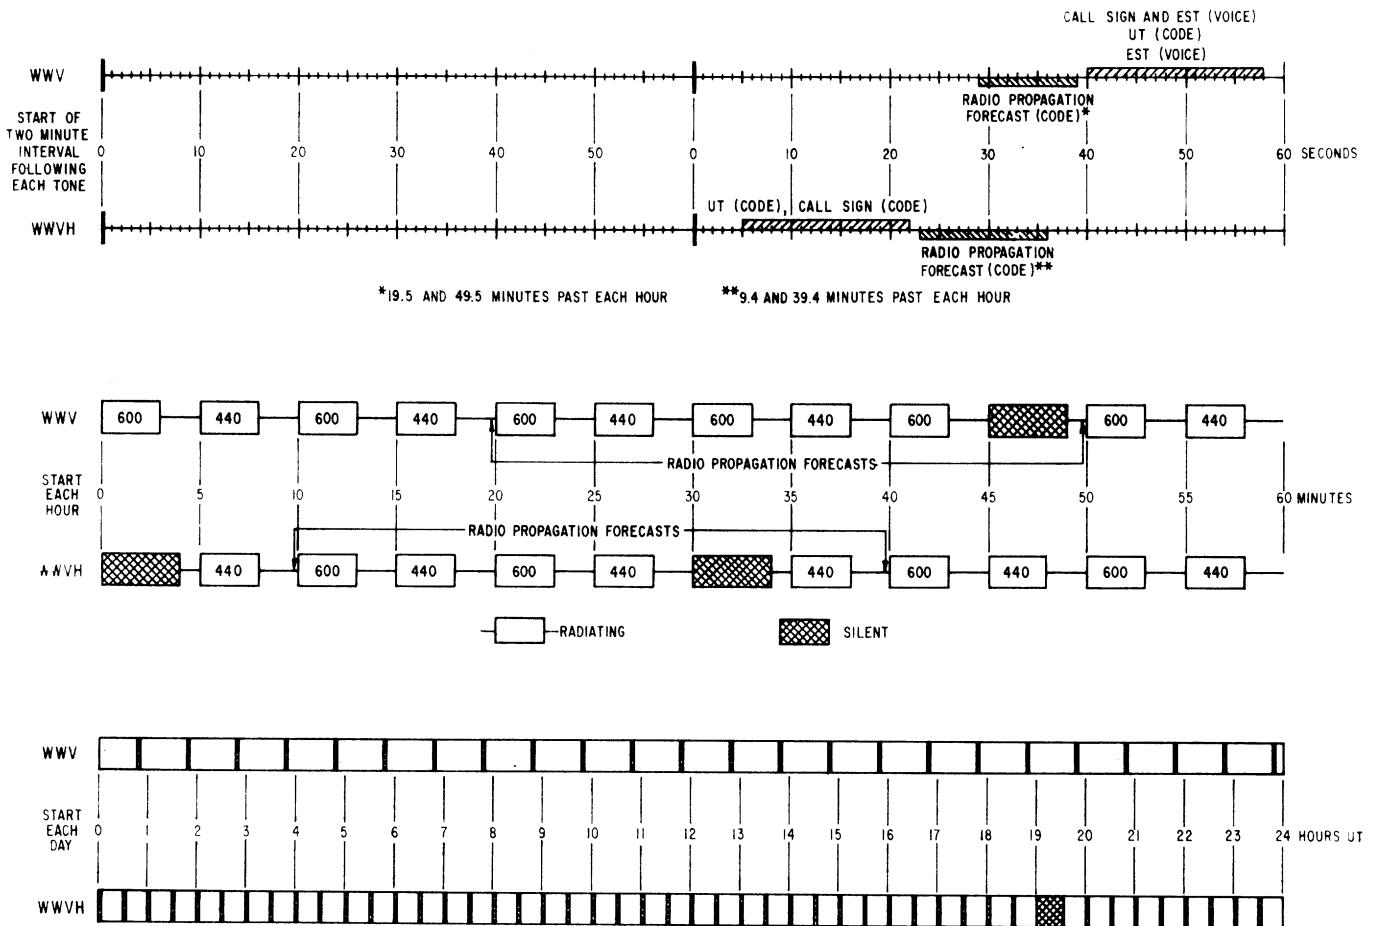 CALL SIGN AND EST (VOICE)
UT (CODE)
EST (VOICE)
WWV
RADIO PROPAGATION
FORECAST (CODE)*
START OF
TWO MINUTE
INTERVAL
FOLLOWING
EACH TONE
0 10 20 30 40 50 0 10 20 30 40 50 60 SECONDS
UT (CODE), CALL SIGN (CODE)
WWVH
RADIO PROPAGATION
FORECAST (CODE)**
*19.5 AND 49.5 MINUTES PAST EACH HOUR
**9.4 AND 39.4 MINUTES PAST EACH HOUR
WWV
600 440 600 440 600 440 600 440 600 600 440
RADIO PROPAGATION FORECASTS
START
EACH
HOUR
0 5 10 15 20 25 30 35 40 45 50 55 60 MINUTES
RADIO PROPAGATION FORECASTS
WWVH
440 600 440 600 440 440 600 440 600 440
RADIATING
SILENT
WWV
START
EACH
DAY
0 1 2 3 4 5 6 7 8 9 10 11 12 13 14 15 16 17 18 19 20 21 22 23 24 HOURS UT
WWVH